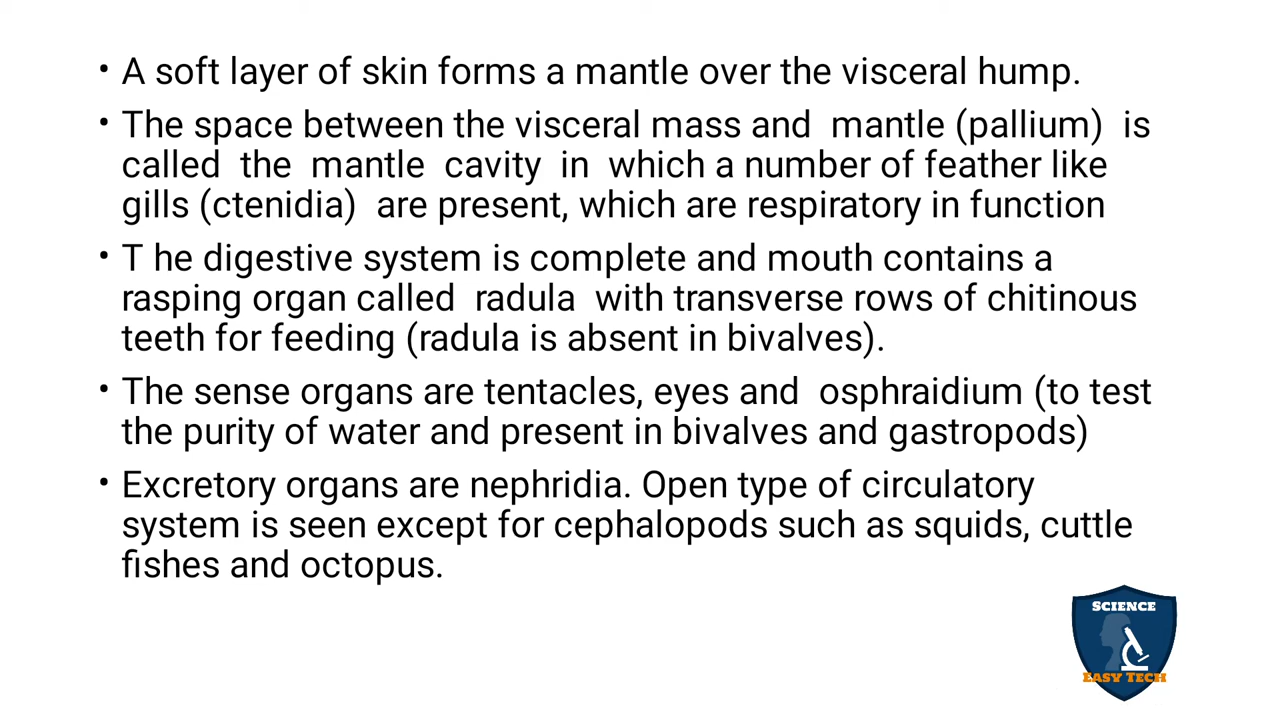 • A soft layer of skin forms a mantle over the visceral hump.
• The space between the visceral mass and  mantle (pallium)  is
called  the  mantle  cavity  in  which a number of feather like
gills (ctenidia)  are present, which are respiratory in function
• T he digestive system is complete and mouth contains a
rasping organ called  radula  with transverse rows of chitinous
teeth for feeding (radula is absent in bivalves).
• The sense organs are tentacles, eyes and  osphraidium (to test
the purity of water and present in bivalves and gastropods)
• Excretory organs are nephridia. Open type of circulatory
system is seen except for cephalopods such as squids, cuttle
fishes and octopus.
SCIENCE
EASY TECH